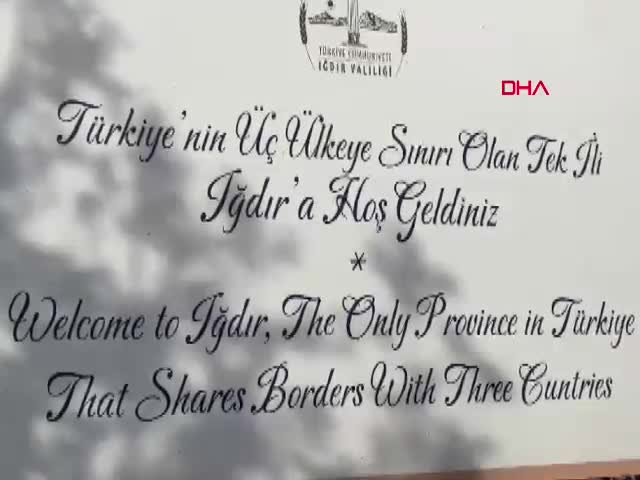 TÜRKİYE CUMHURİYETİ
IĞDIR VALİLİĞİ
DHA
Türkiye'nin Üç Ülkeye Sınırı Olan Tek İli
Iğdır'a Hoş Geldiniz
*
Welcome to Iğdır, The Only Province in Türkiye
That Shares Borders With Three Cuntries